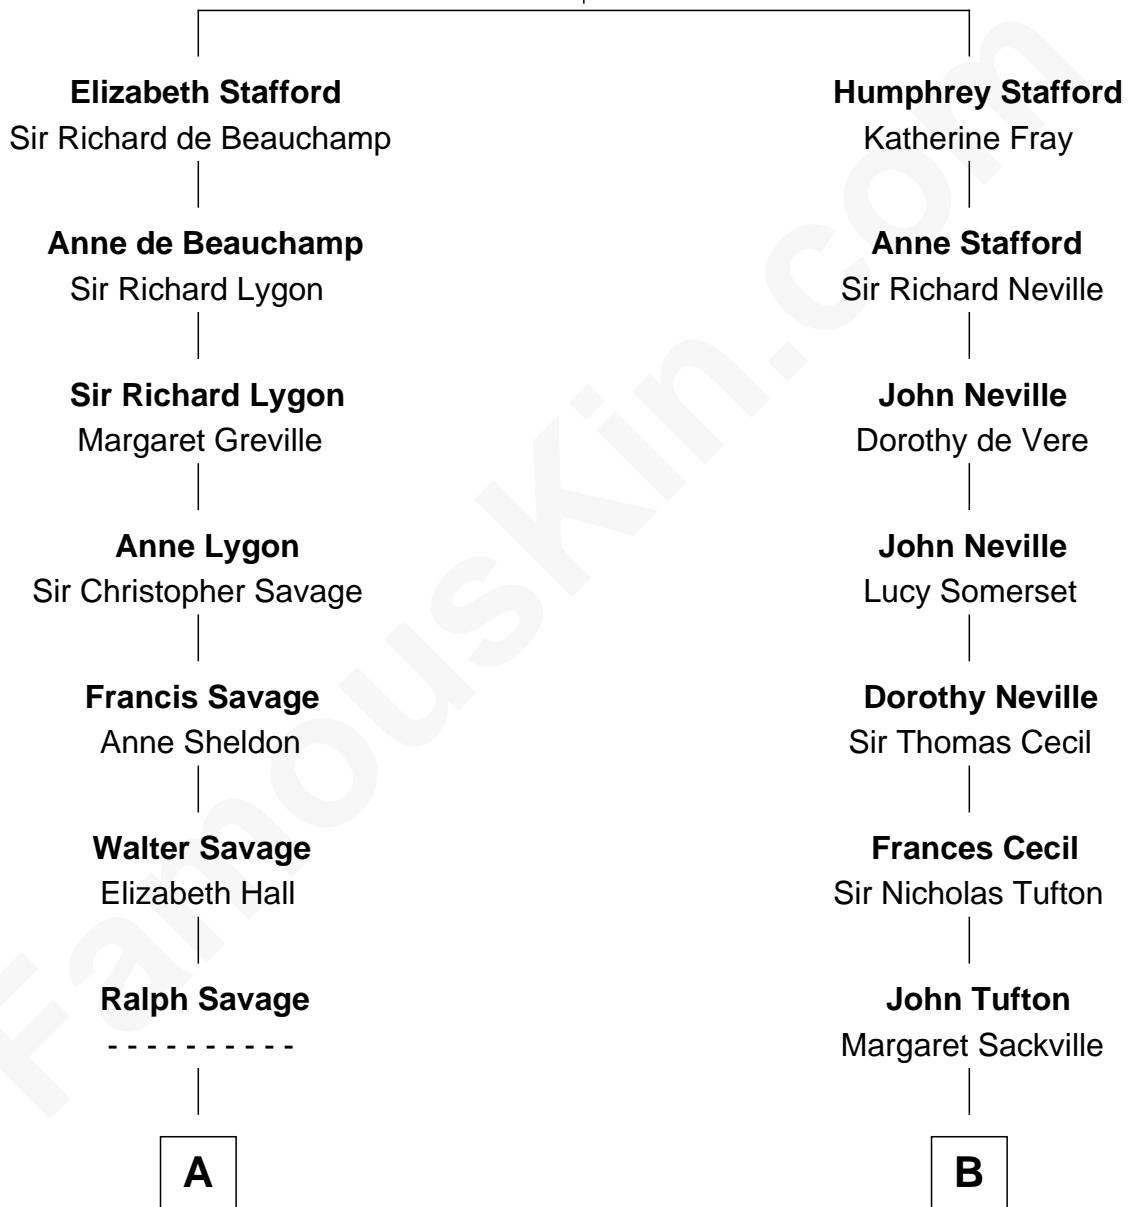 Elizabeth Stafford
Sir Richard de Beauchamp
Humphrey Stafford
Katherine Fray
Anne de Beauchamp
Sir Richard Lygon
Anne Stafford
Sir Richard Neville
Sir Richard Lygon
Margaret Greville
John Neville
Dorothy de Vere
Anne Lygon
Sir Christopher Savage
John Neville
Lucy Somerset
Francis Savage
Anne Sheldon
Dorothy Neville
Sir Thomas Cecil
Walter Savage
Elizabeth Hall
Frances Cecil
Sir Nicholas Tufton
Ralph Savage
- - - - - - - - - -
John Tufton
Margaret Sackville
A
B
FamousKin.com